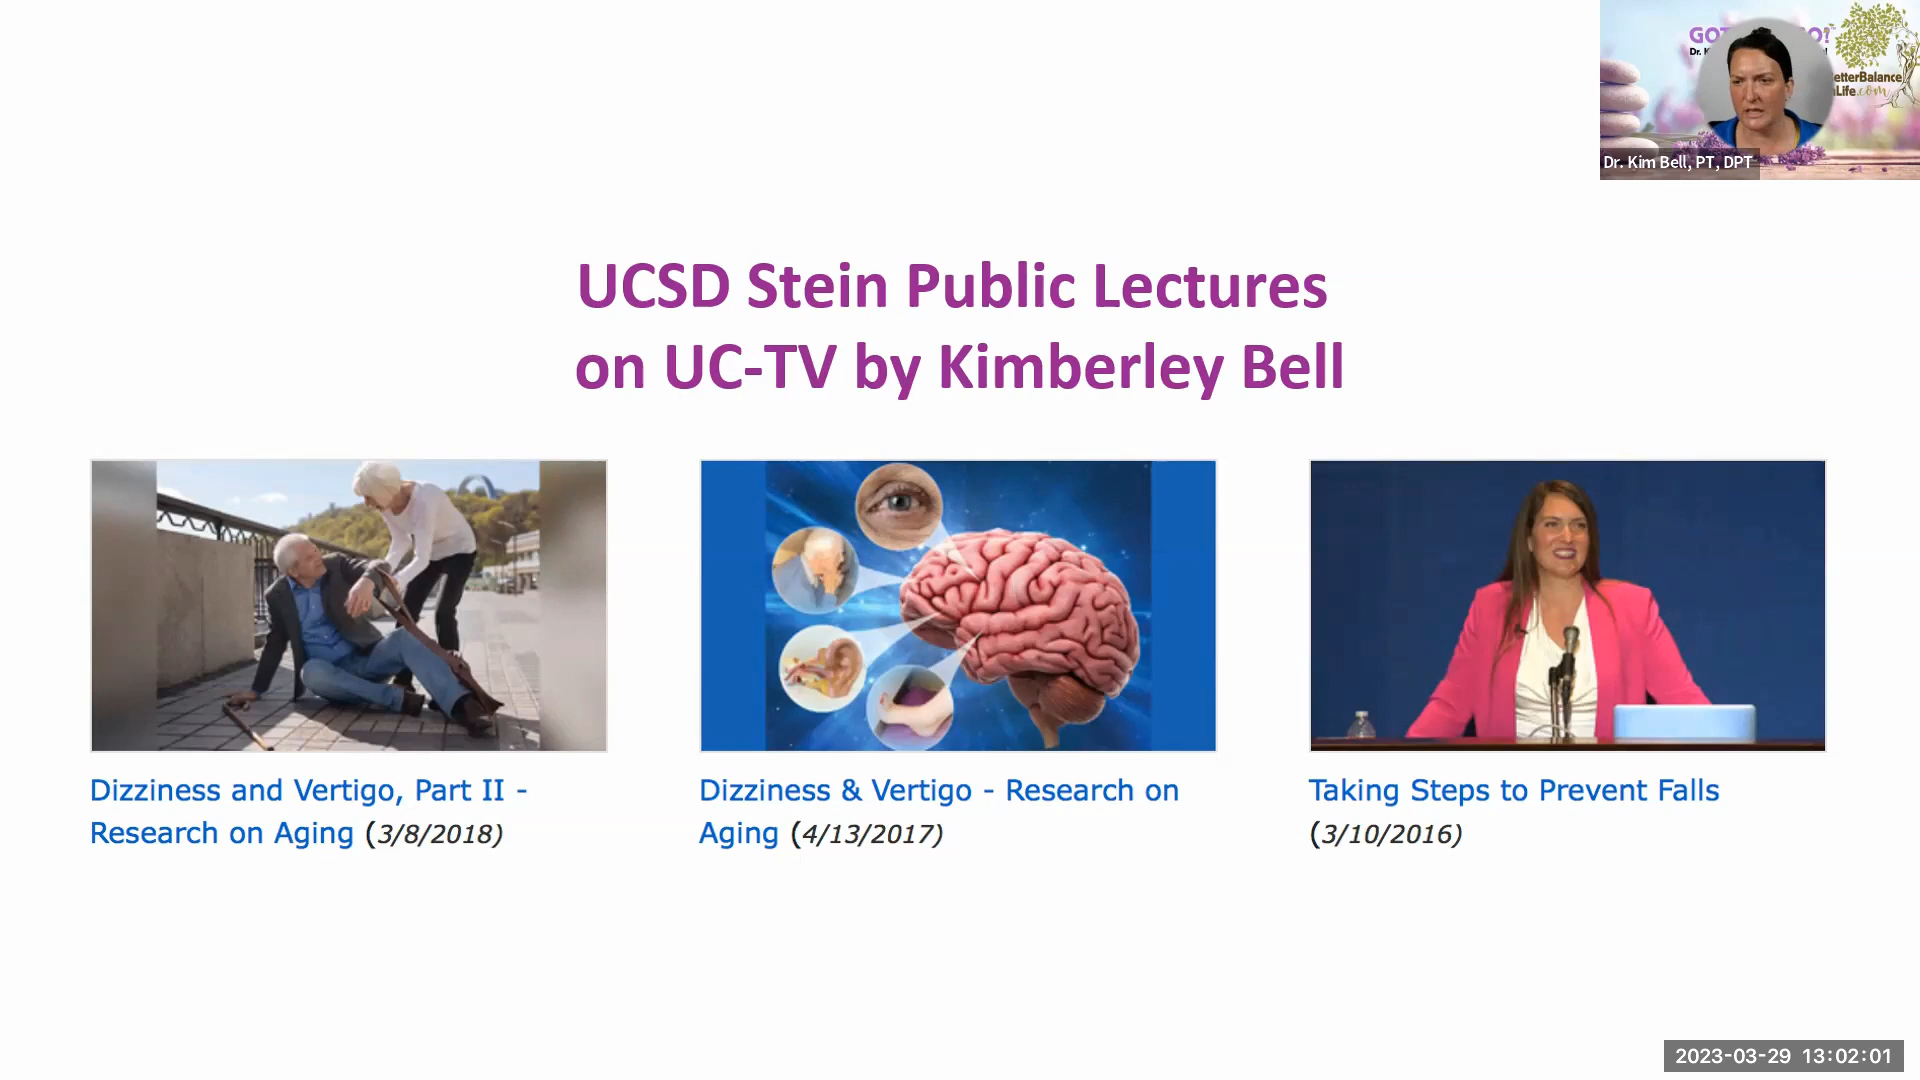 Dr. Kim Bell, PT, DPT
UCSD Stein Public Lectures
on UC-TV by Kimberley Bell
Dizziness and Vertigo, Part II -
Research on Aging (3/8/2018)
Dizziness & Vertigo - Research on
Aging (4/13/2017)
Taking Steps to Prevent Falls
(3/10/2016)
2023-03-29 13:02:01